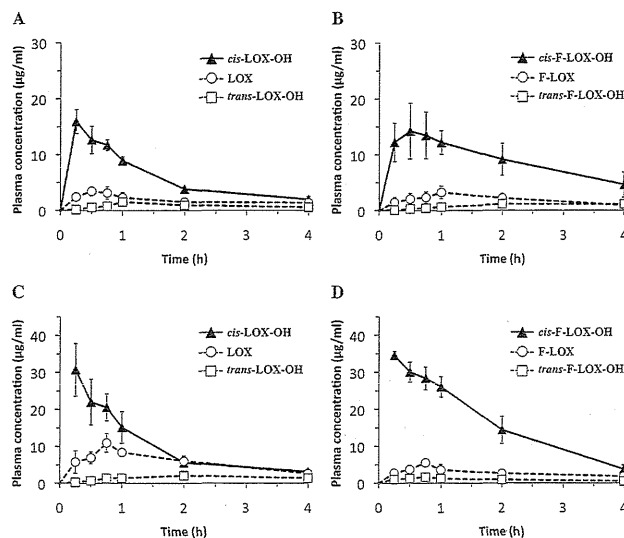 A
Plasma concentration (µg/ml)
30
20
10
0
cis-LOX-OH
LOX
trans-LOX-OH
0 1 2 3 4
Time (h)
B
Plasma concentration (µg/ml)
30
20
10
0
cis-F-LOX-OH
F-LOX
trans-F-LOX-OH
0 1 2 3 4
Time (h)
C
Plasma concentration (µg/ml)
40
30
20
10
0
cis-LOX-OH
LOX
trans-LOX-OH
0 1 2 3 4
Time (h)
D
Plasma concentration (µg/ml)
40
30
20
10
0
cis-F-LOX-OH
F-LOX
trans-F-LOX-OH
0 1 2 3 4
Time (h)